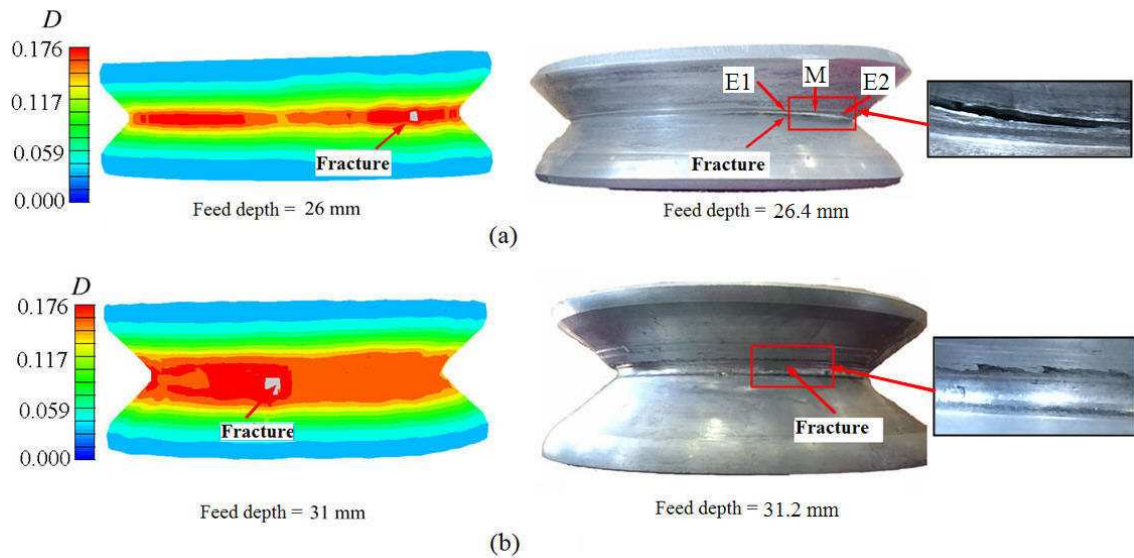 D
0.176
0.117
0.059
0.000
Fracture
Feed depth = 26 mm
E1
M
E2
Fracture
Feed depth = 26.4 mm
(a)
D
0.176
0.117
0.059
0.000
Fracture
Feed depth = 31 mm
Fracture
Feed depth = 31.2 mm
(b)